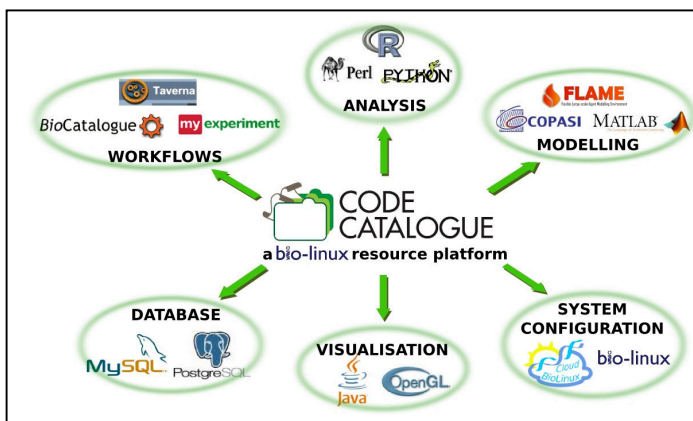 R
Perl PYTHON
ANALYSIS
Taverna
BioCatalogue my experiment
WORKFLOWS
FLAME
COPASI MATLAB
MODELLING
CODE
CATALOGUE
a bio-linux resource platform
DATABASE
MySQL PostgreSQL
VISUALISATION
Java OpenGL
SYSTEM
CONFIGURATION
Cloud
BioLinux
bio-linux